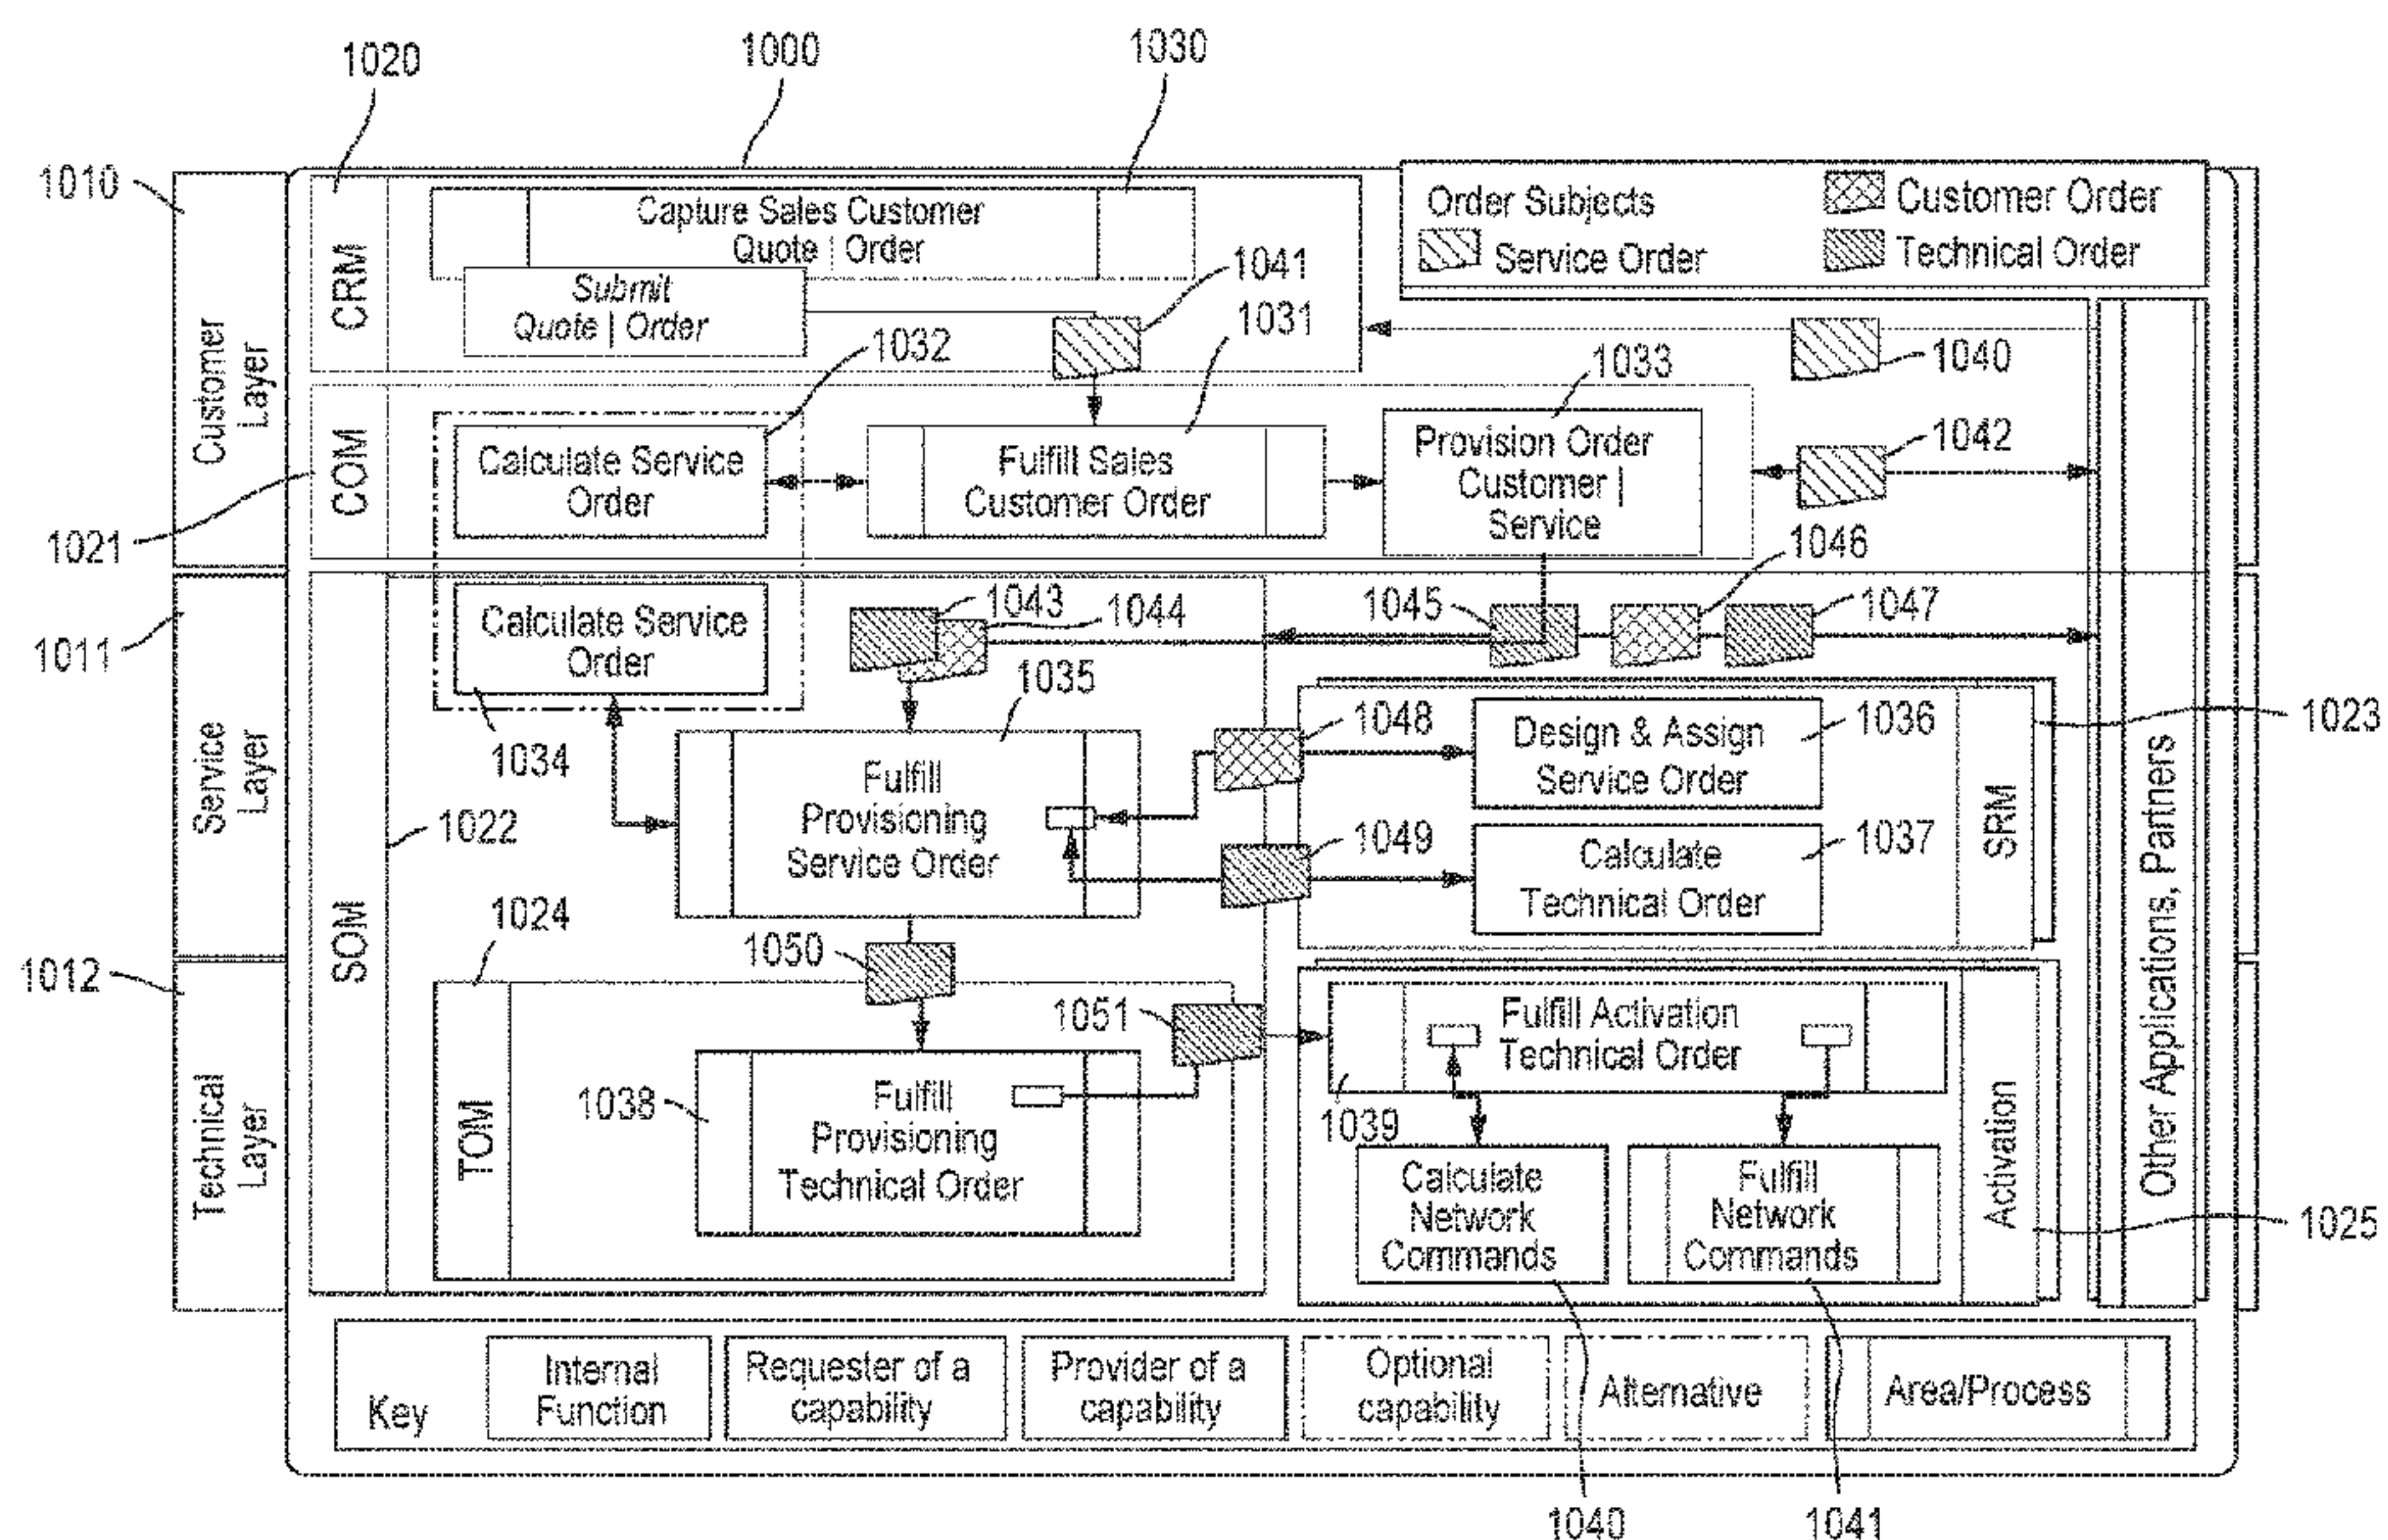 1020
1000
1030
1010
Customer
Layer
CRM
Capture Sales Customer
Quote | Order
Submit
Quote | Order
1041
Order Subjects
Customer Order
Service Order
Technical Order
1032
1031
1033
1040
1042
COM
1021
Calculate Service
Order
Fulfill Sales
Customer Order
Provision Order
Customer |
Service
1046
1011
Service
Layer
SOM
Calculate Service
Order
1034
1043
1044
1045
1047
1035
1022
Fulfill
Provisioning
Service Order
1048
1049
Design & Assign
Service Order
1036
Calculate
Technical Order
1037
SRM
1023
Other Applications, Partners
1012
Technical
Layer
1024
1050
1051
TOM
1038
Fulfill
Provisioning
Technical Order
Fulfill Activation
Technical Order
1039
Calculate
Network
Commands
Fulfill
Network
Commands
Activation
1025
Key
Internal
Function
Requester of a
capability
Provider of a
capability
Optional
capability
Alternative
Area/Process
1040
1041